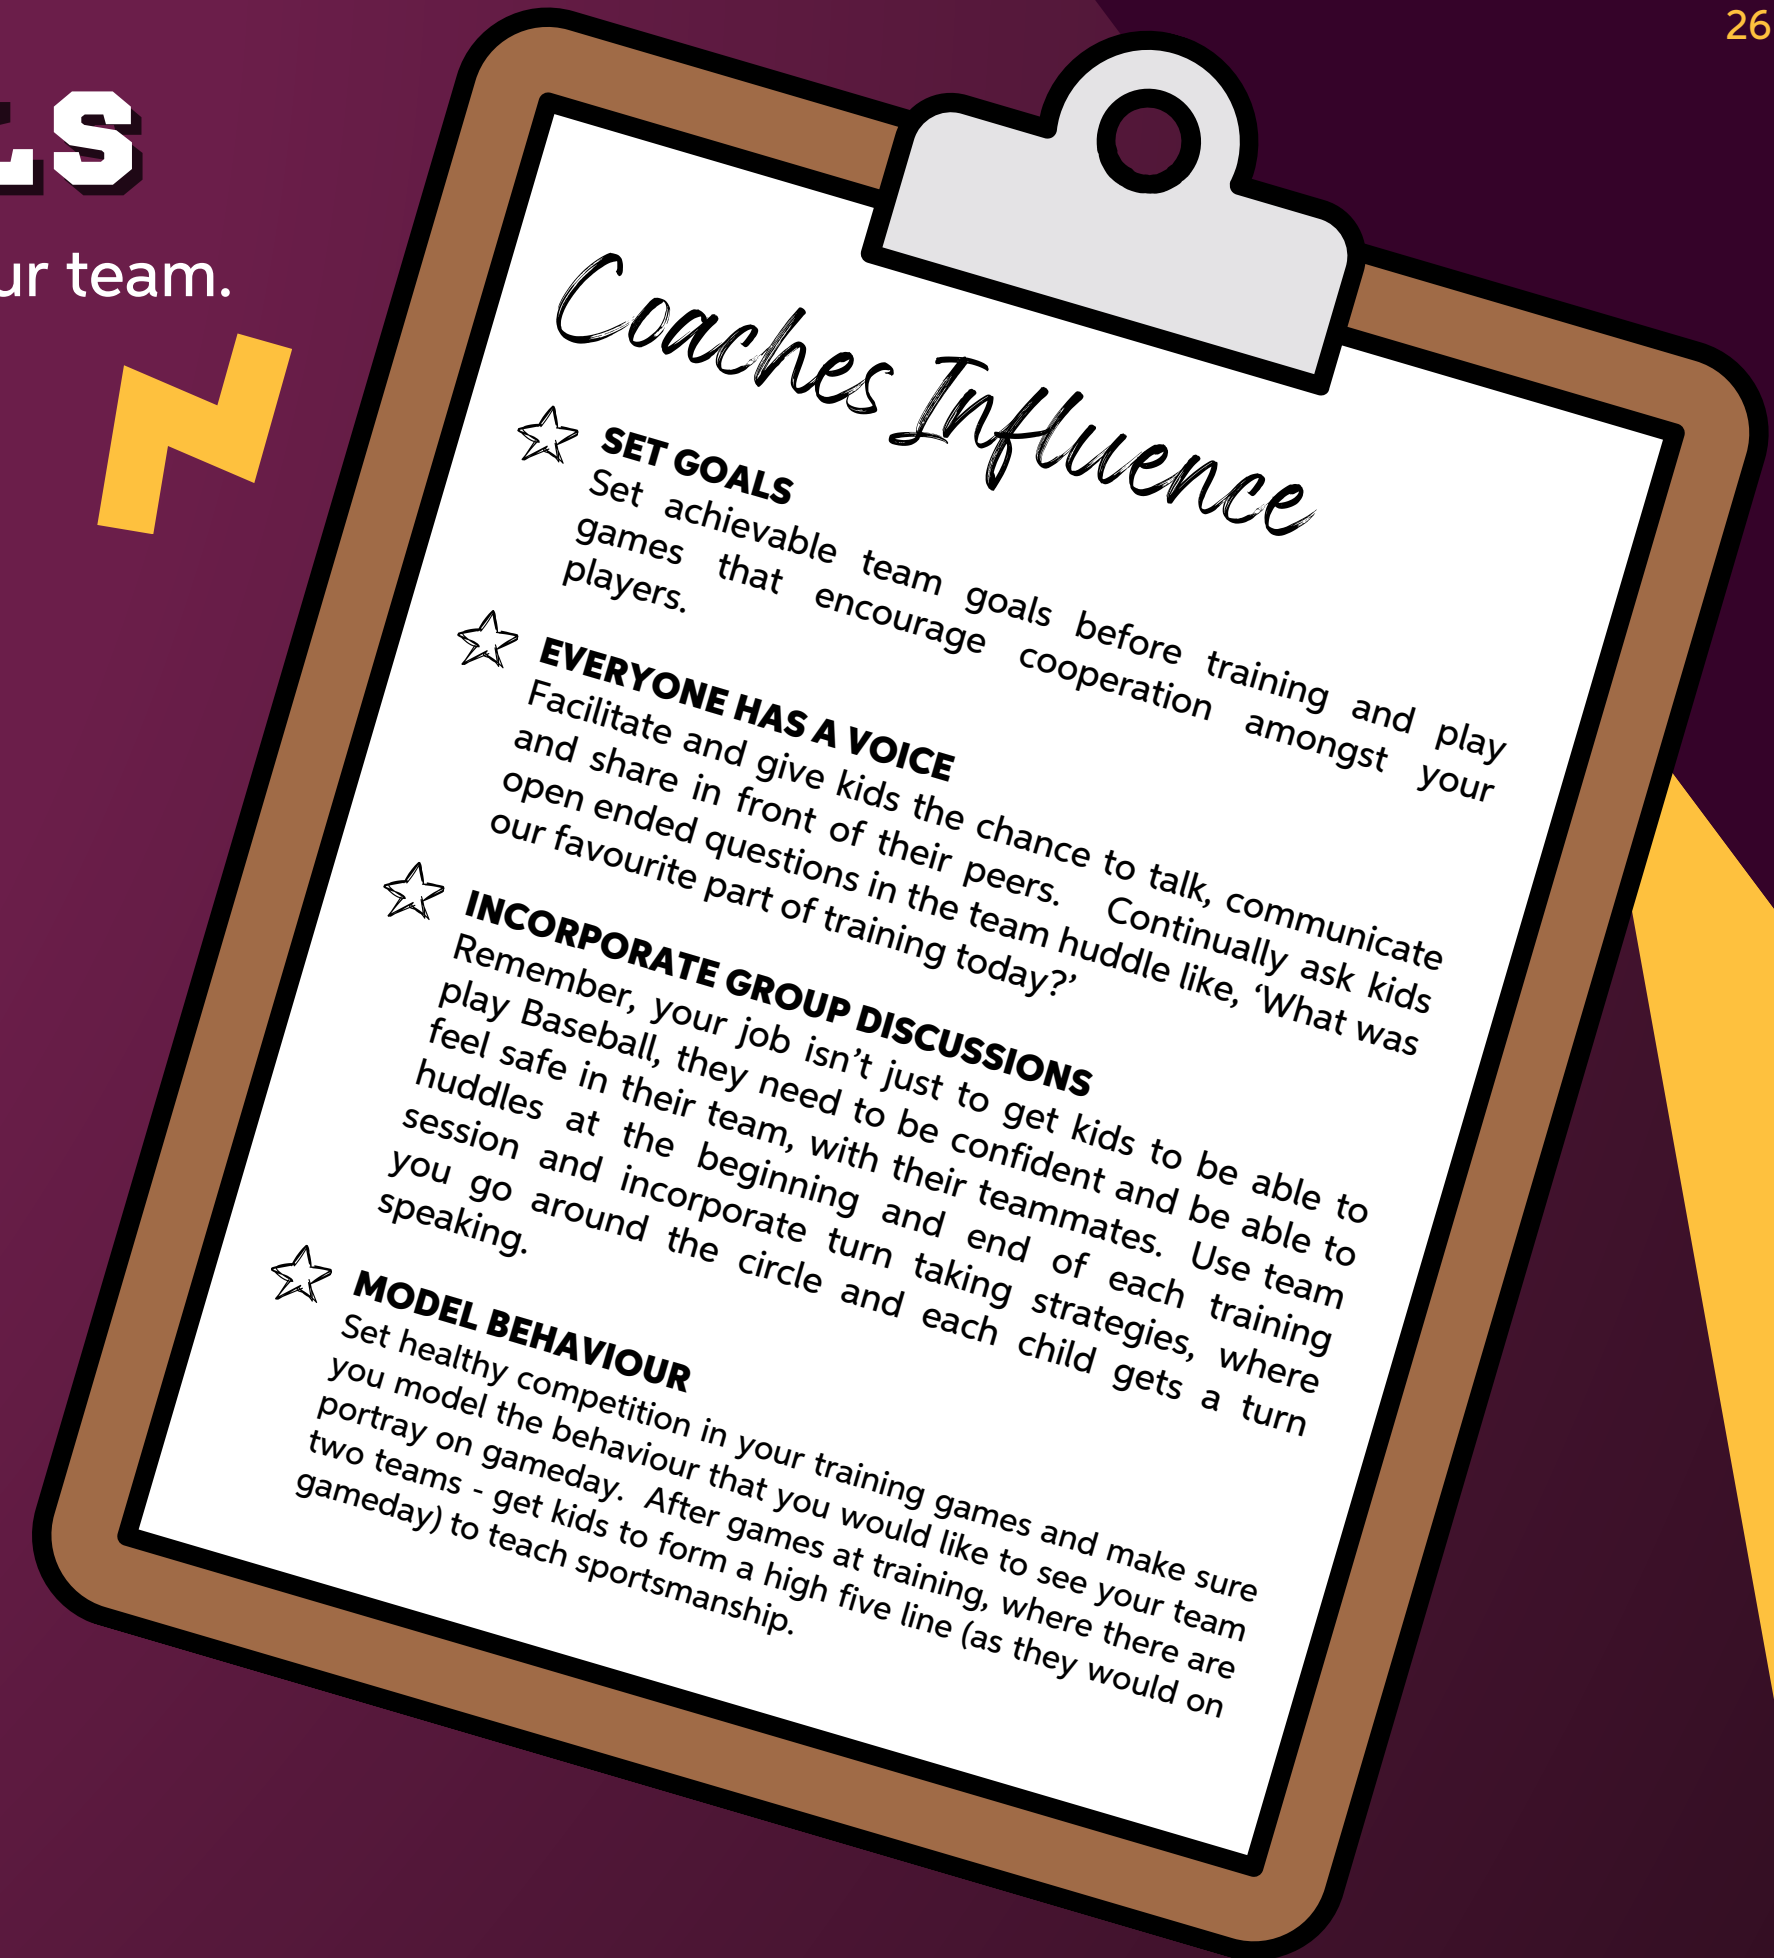 26
LS
ur team.
Coaches Influence
SET GOALS
Set achievable team goals before training and play
games that encourage cooperation amongst your
players.
EVERYONE HAS A VOICE
Facilitate and give kids the chance to talk, communicate
and share in front of their peers. Continually ask kids
open ended questions in the team huddle like, ‘What was
our favourite part of training today?’
INCORPORATE GROUP DISCUSSIONS
Remember, your job isn’t just to get kids to be able to
play Baseball, they need to be confident and be able to
feel safe in their team, with their teammates. Use team
huddles at the beginning and end of each training
session and incorporate turn taking strategies, where
you go around the circle and each child gets a turn
speaking.
MODEL BEHAVIOUR
Set healthy competition in your training games and make sure
you model the behaviour that you would like to see your team
portray on gameday. After games at training, where there are
two teams - get kids to form a high five line (as they would on
gameday) to teach sportsmanship.